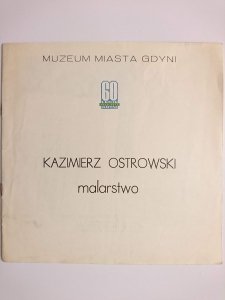 MUZEUM MIASTA GDYNI
60
KAZIMIERZ OSTROWSKI
malarstwo